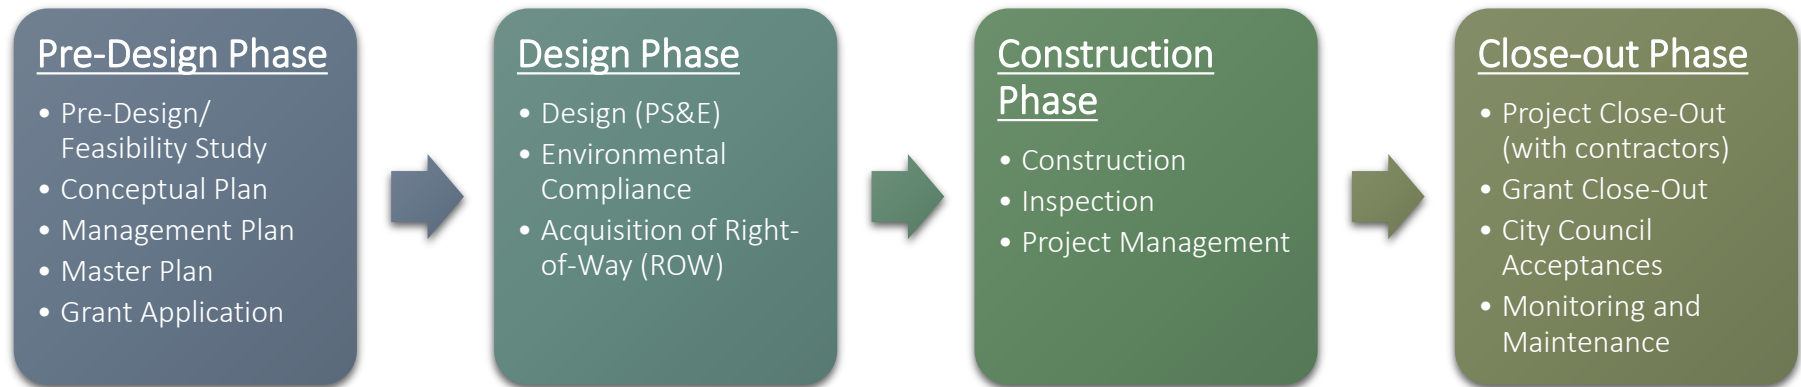 Pre-Design Phase
• Pre-Design/
Feasibility Study
• Conceptual Plan
• Management Plan
• Master Plan
• Grant Application
Design Phase
• Design (PS&E)
• Environmental
Compliance
• Acquisition of Right-
of-Way (ROW)
Construction
Phase
• Construction
• Inspection
• Project Management
Close-out Phase
• Project Close-Out
(with contractors)
• Grant Close-Out
• City Council
Acceptances
• Monitoring and
Maintenance